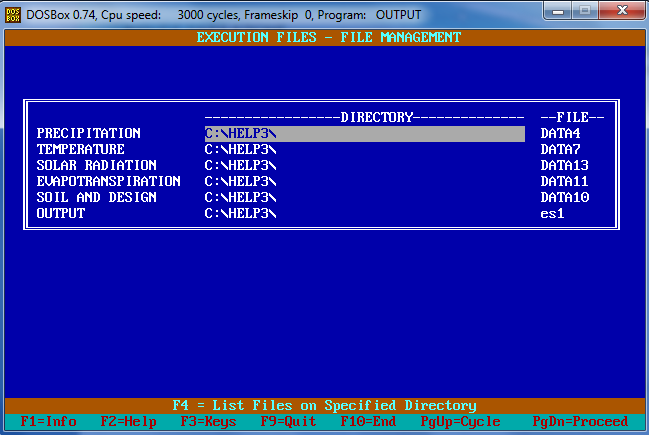 DOS BOX DOSBox 0.74, Cpu speed: 3000 cycles, Frameskip 0, Program: OUTPUT
EXECUTION FILES - FILE MANAGEMENT
-----------------DIRECTORY-------------- --FILE--
PRECIPITATION C:\HELP3\ DATA4
TEMPERATURE C:\HELP3\ DATA7
SOLAR RADIATION C:\HELP3\ DATA13
EVAPOTRANSPIRATION C:\HELP3\ DATA11
SOIL AND DESIGN C:\HELP3\ DATA10
OUTPUT C:\HELP3\ es1
F4 = List Files on Specified Directory
F1=Info F2=Help F3=Keys F9=Quit F10=End PgUp=Cycle PgDn=Proceed